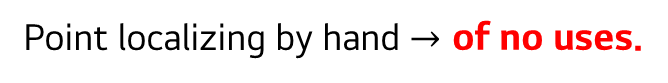 Point localizing by hand → of no uses.